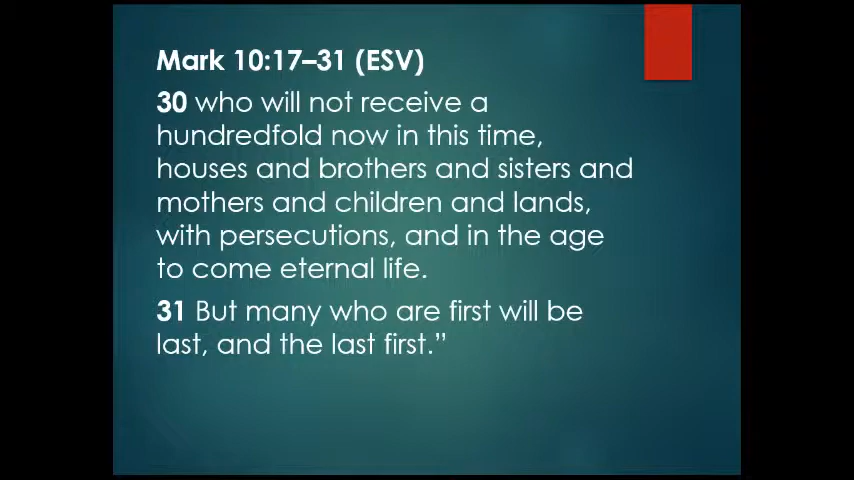 Mark 10:17–31 (ESV)
30 who will not receive a
hundredfold now in this time,
houses and brothers and sisters and
mothers and children and lands,
with persecutions, and in the age
to come eternal life.
31 But many who are first will be
last, and the last first.”